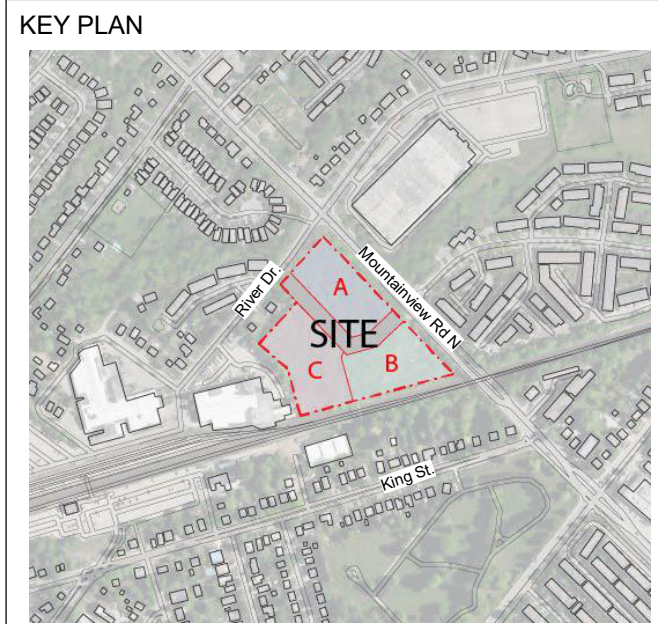 KEY PLAN
River Dr.
Mountainview Rd N
A
SITE
B
C
King St.